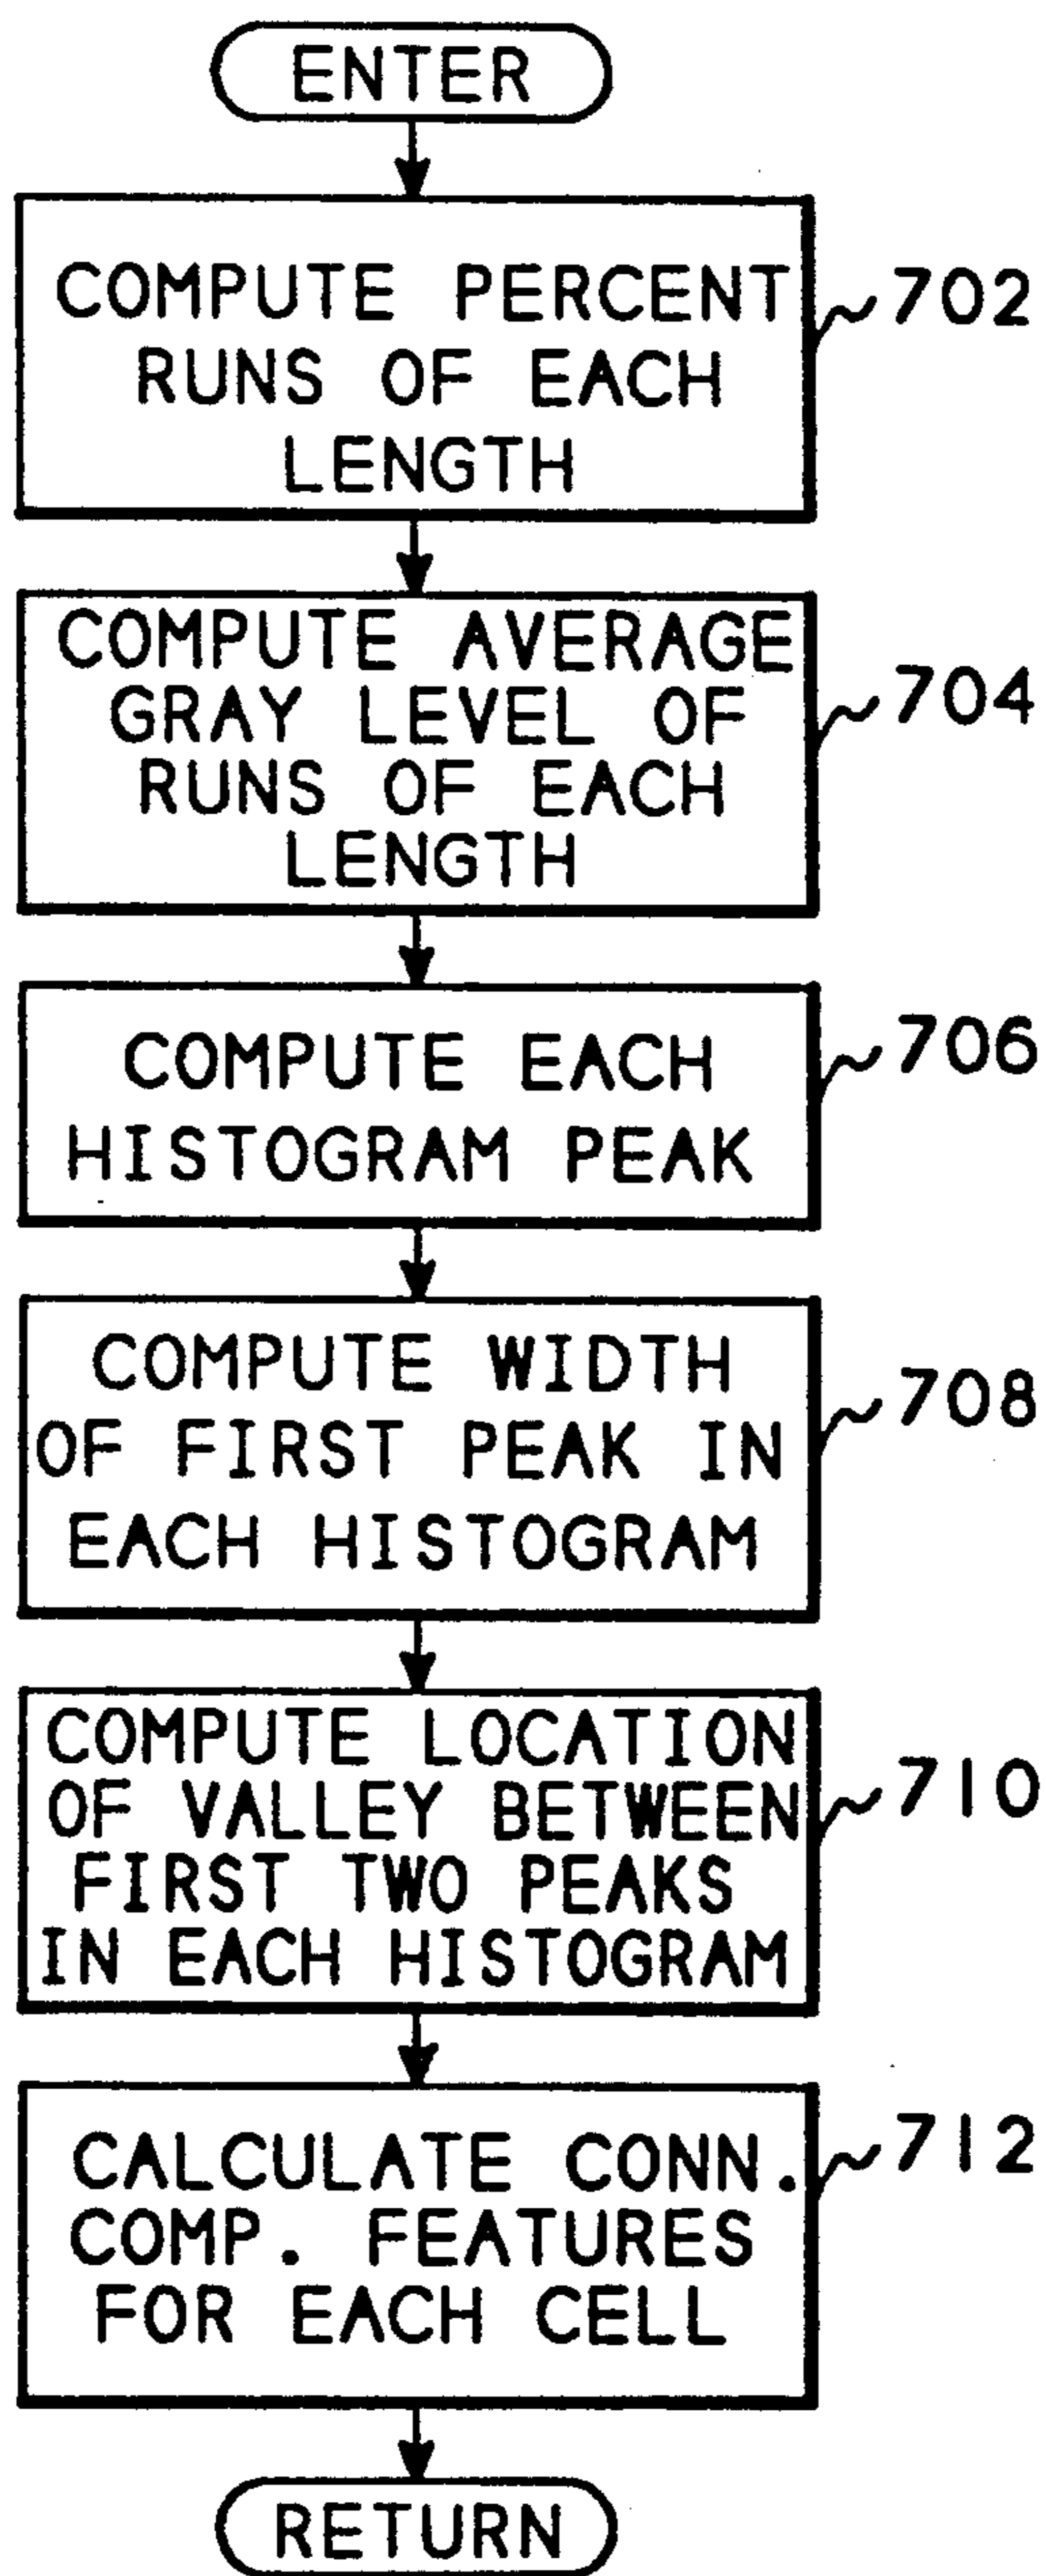 ENTER
COMPUTE PERCENT
RUNS OF EACH
LENGTH
702
COMPUTE AVERAGE
GRAY LEVEL OF
RUNS OF EACH
LENGTH
704
COMPUTE EACH
HISTOGRAM PEAK
706
COMPUTE WIDTH
OF FIRST PEAK IN
EACH HISTOGRAM
708
COMPUTE LOCATION
OF VALLEY BETWEEN
FIRST TWO PEAKS
IN EACH HISTOGRAM
710
CALCULATE CONN.
COMP. FEATURES
FOR EACH CELL
712
RETURN